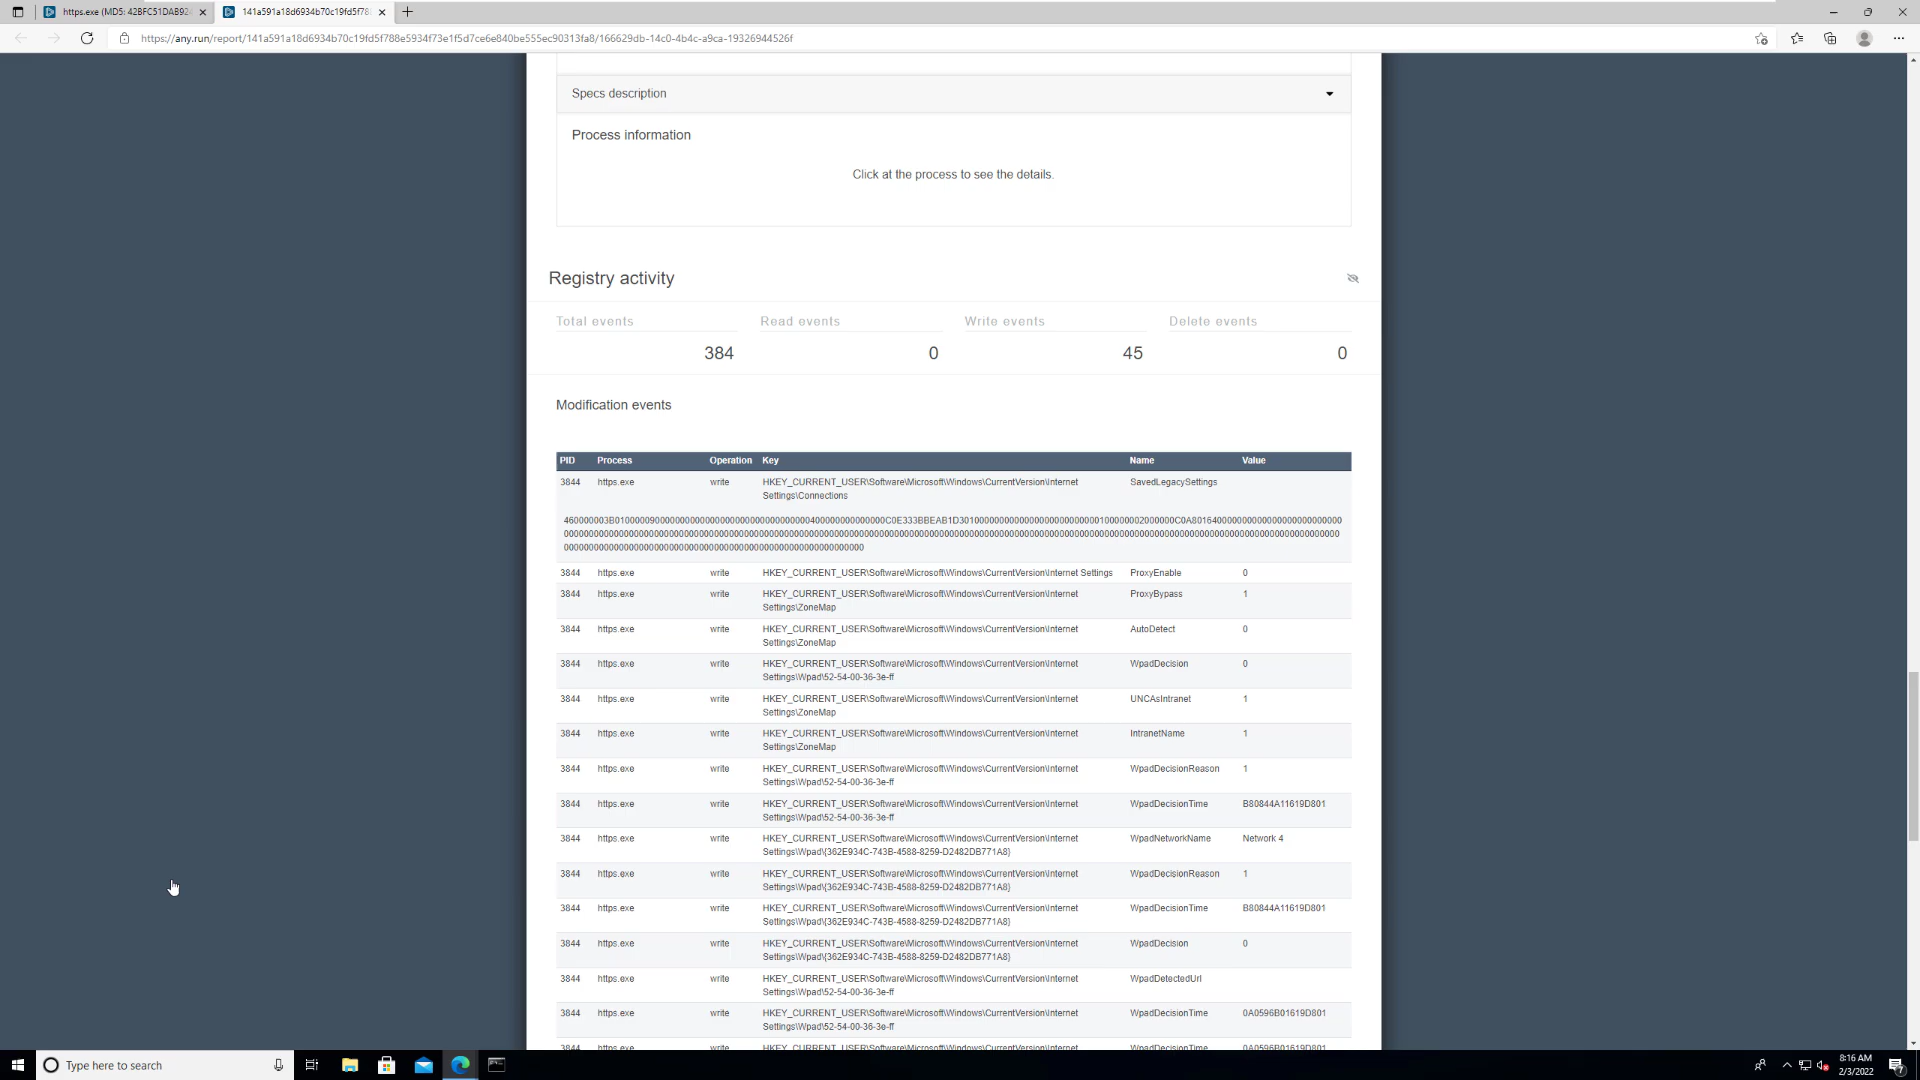 https.exe (MD5: 42BFC51DAB92
141a591a18d6934b70c19fd5f78
https://any.run/report/141a591a18d6934b70c19fd5f788e5934f73e1f5d7ce6e840be555ec90313fa8/166629db-14c0-4b4c-a9ca-19326944526f
Specs description
Process information
Click at the process to see the details.
Registry activity
Total events Read events Write events Delete events
384 0 45 0
Modification events
PID Process Operation Key Name Value
3844 https.exe write HKEY_CURRENT_USER\Software\Microsoft\Windows\CurrentVersion\Internet SavedLegacySettings
Settings\Connections
3844 https.exe write HKEY_CURRENT_USER\Software\Microsoft\Windows\CurrentVersion\Internet Settings ProxyEnable 0
3844 https.exe write HKEY_CURRENT_USER\Software\Microsoft\Windows\CurrentVersion\Internet ProxyBypass 1
Settings\ZoneMap
3844 https.exe write HKEY_CURRENT_USER\Software\Microsoft\Windows\CurrentVersion\Internet AutoDetect 0
Settings\ZoneMap
3844 https.exe write HKEY_CURRENT_USER\Software\Microsoft\Windows\CurrentVersion\Internet WpadDecision 0
Settings\Wpad\52-54-00-36-3e-ff
3844 https.exe write HKEY_CURRENT_USER\Software\Microsoft\Windows\CurrentVersion\Internet UNCAsIntranet 1
Settings\ZoneMap
3844 https.exe write HKEY_CURRENT_USER\Software\Microsoft\Windows\CurrentVersion\Internet IntranetName 1
Settings\ZoneMap
3844 https.exe write HKEY_CURRENT_USER\Software\Microsoft\Windows\CurrentVersion\Internet WpadDecisionReason 1
Settings\Wpad\52-54-00-36-3e-ff
3844 https.exe write HKEY_CURRENT_USER\Software\Microsoft\Windows\CurrentVersion\Internet WpadDecisionTime B80844A11619D801
Settings\Wpad\52-54-00-36-3e-ff
3844 https.exe write HKEY_CURRENT_USER\Software\Microsoft\Windows\CurrentVersion\Internet WpadNetworkName Network 4
Settings\Wpad\{362E934C-743B-4588-8259-D2482DB771A8}
3844 https.exe write HKEY_CURRENT_USER\Software\Microsoft\Windows\CurrentVersion\Internet WpadDecisionReason 1
Settings\Wpad\{362E934C-743B-4588-8259-D2482DB771A8}
3844 https.exe write HKEY_CURRENT_USER\Software\Microsoft\Windows\CurrentVersion\Internet WpadDecisionTime B80844A11619D801
Settings\Wpad\{362E934C-743B-4588-8259-D2482DB771A8}
3844 https.exe write HKEY_CURRENT_USER\Software\Microsoft\Windows\CurrentVersion\Internet WpadDecision 0
Settings\Wpad\{362E934C-743B-4588-8259-D2482DB771A8}
3844 https.exe write HKEY_CURRENT_USER\Software\Microsoft\Windows\CurrentVersion\Internet WpadDetectedUrl
Settings\Wpad\52-54-00-36-3e-ff
3844 https.exe write HKEY_CURRENT_USER\Software\Microsoft\Windows\CurrentVersion\Internet WpadDecisionTime 0A0596B01619D801
Settings\Wpad\52-54-00-36-3e-ff
3844 https.exe write HKEY_CURRENT_USER\Software\Microsoft\Windows\CurrentVersion\Internet WpadDecisionTime 0A0596B01619D801
Type here to search
8:16 AM
2/3/2022
7